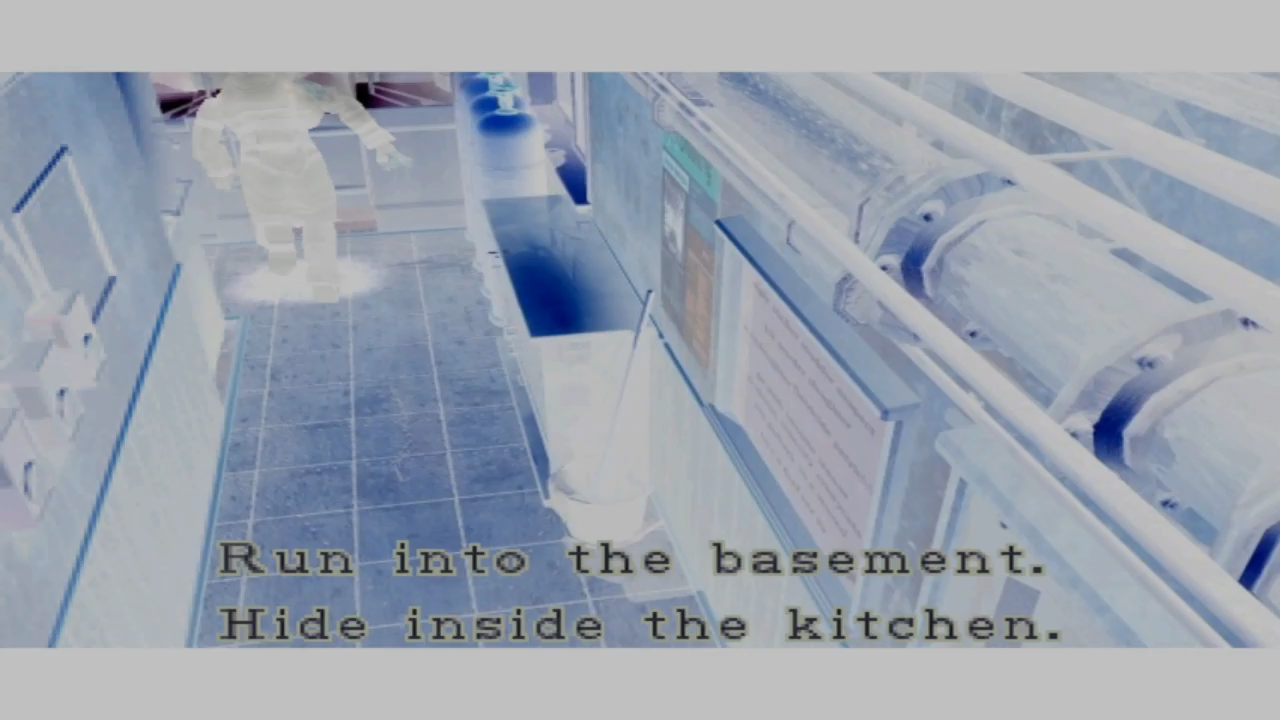 Run into the basement.
Hide inside the kitchen.